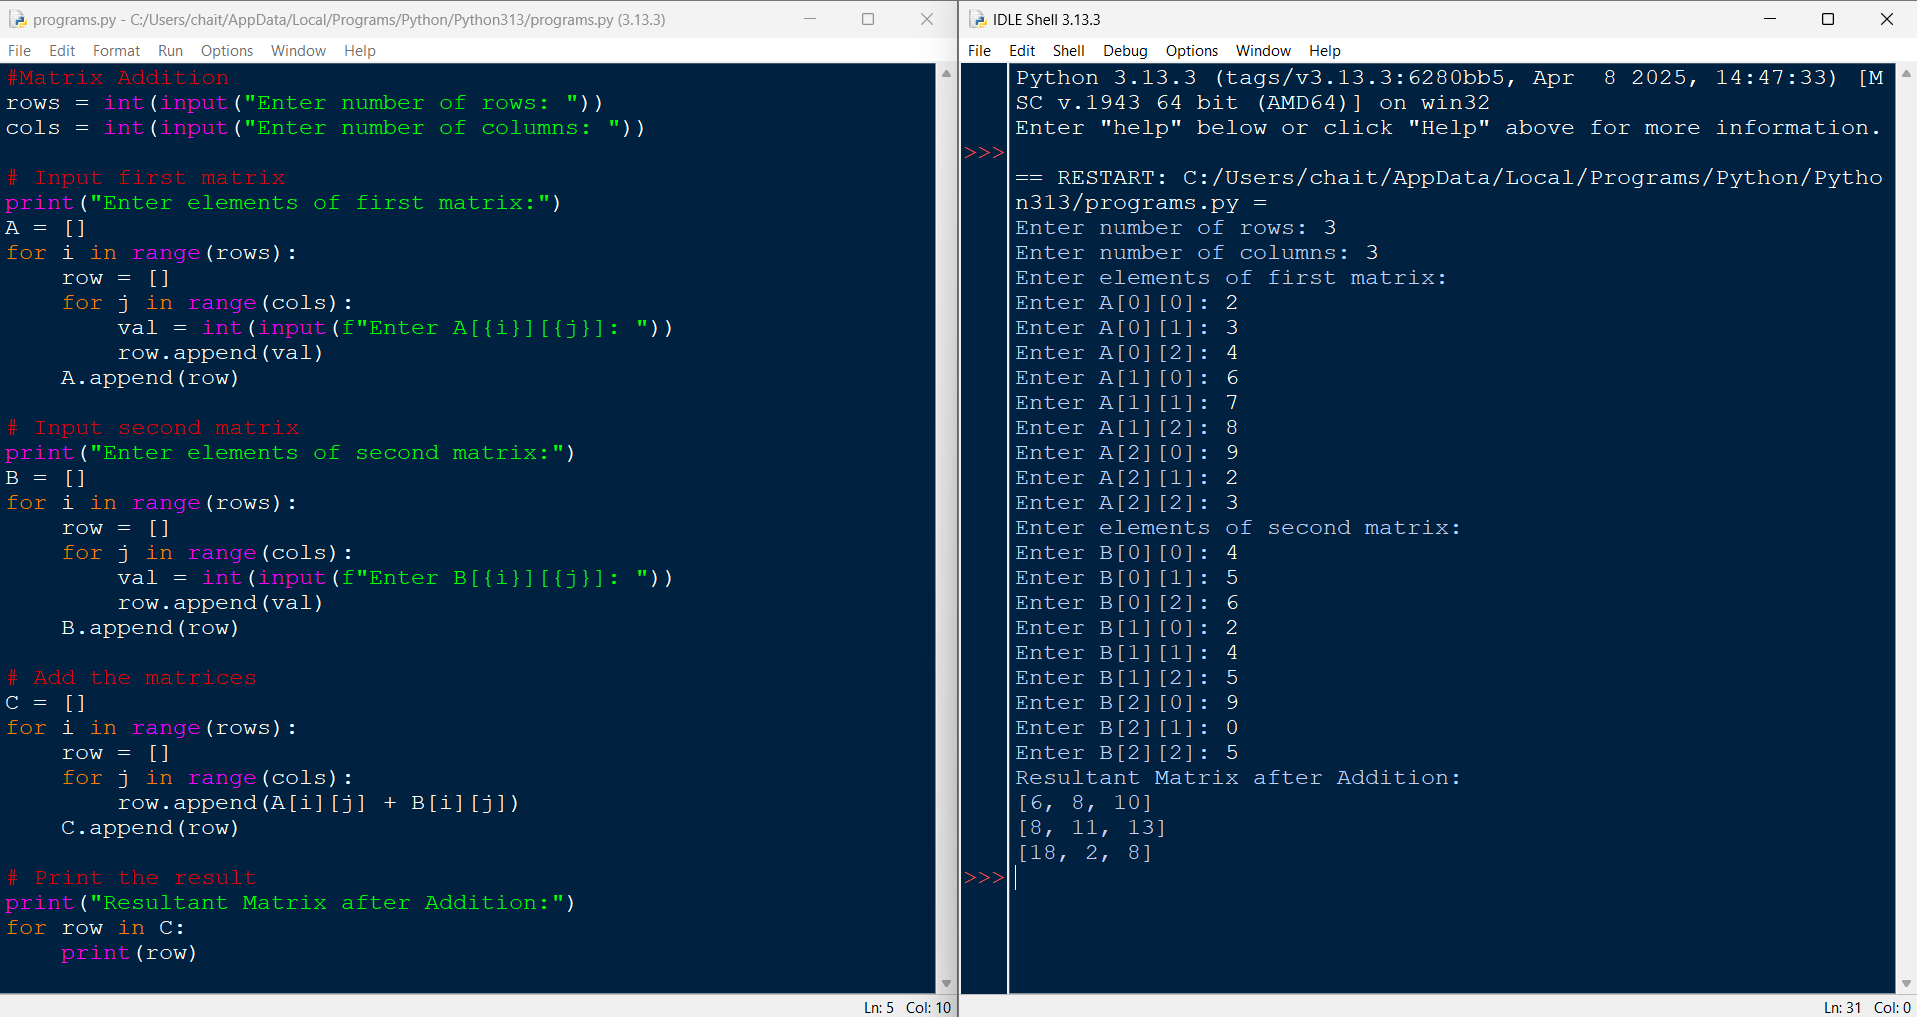 programs.py - C:/Users/chait/AppData/Local/Programs/Python/Python313/programs.py (3.13.3)
File Edit Format Run Options Window Help
#Matrix Addition
rows = int(input("Enter number of rows: "))
cols = int(input("Enter number of columns: "))

# Input first matrix
print("Enter elements of first matrix:")
A = []
for i in range(rows):
    row = []
    for j in range(cols):
        val = int(input(f"Enter A[{i}][{j}]: "))
        row.append(val)
    A.append(row)

# Input second matrix
print("Enter elements of second matrix:")
B = []
for i in range(rows):
    row = []
    for j in range(cols):
        val = int(input(f"Enter B[{i}][{j}]: "))
        row.append(val)
    B.append(row)

# Add the matrices
C = []
for i in range(rows):
    row = []
    for j in range(cols):
        row.append(A[i][j] + B[i][j])
    C.append(row)

# Print the result
print("Resultant Matrix after Addition:")
for row in C:
    print(row)
Ln: 5 Col: 10
IDLE Shell 3.13.3
File Edit Shell Debug Options Window Help
Python 3.13.3 (tags/v3.13.3:6280bb5, Apr  8 2025, 14:47:33) [M
SC v.1943 64 bit (AMD64)] on win32
Enter "help" below or click "Help" above for more information.
>>>
== RESTART: C:/Users/chait/AppData/Local/Programs/Python/Pytho
n313/programs.py =
Enter number of rows: 3
Enter number of columns: 3
Enter elements of first matrix:
Enter A[0][0]: 2
Enter A[0][1]: 3
Enter A[0][2]: 4
Enter A[1][0]: 6
Enter A[1][1]: 7
Enter A[1][2]: 8
Enter A[2][0]: 9
Enter A[2][1]: 2
Enter A[2][2]: 3
Enter elements of second matrix:
Enter B[0][0]: 4
Enter B[0][1]: 5
Enter B[0][2]: 6
Enter B[1][0]: 2
Enter B[1][1]: 4
Enter B[1][2]: 5
Enter B[2][0]: 9
Enter B[2][1]: 0
Enter B[2][2]: 5
Resultant Matrix after Addition:
[6, 8, 10]
[8, 11, 13]
[18, 2, 8]
>>>
Ln: 31 Col: 0